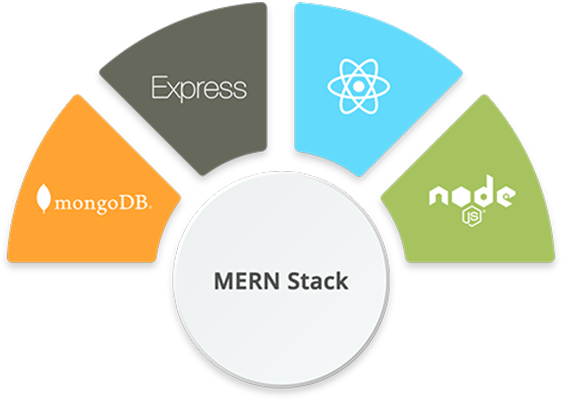 Express
mongoDB®
node
JS
MERN Stack